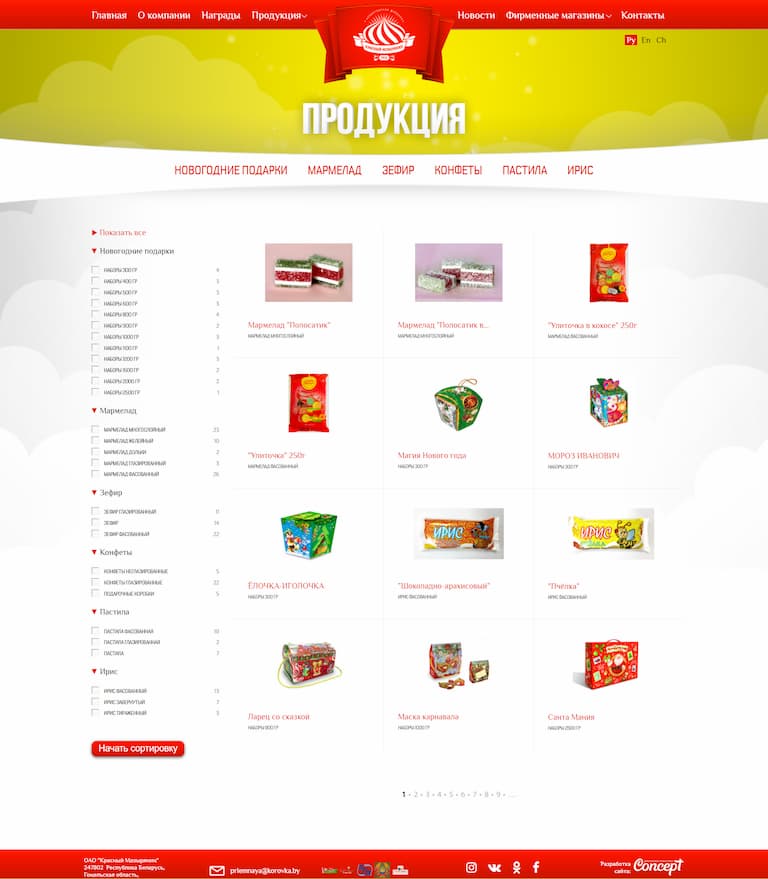 Главная О компании Награды Продукция Новости Фирменные магазины Контакты
КРАСНЫЙ МОЗЫРЯНИН
Ру En Ch
ПРОДУКЦИЯ
НОВОГОДНИЕ ПОДАРКИ МАРМЕЛАД ЗЕФИР КОНФЕТЫ ПАСТИЛА ИРИС
Показать все
Новогодние подарки
НАБОРЫ 300 ГР 4
НАБОРЫ 400 ГР 3
НАБОРЫ 500 ГР 3
НАБОРЫ 600 ГР 3
НАБОРЫ 800 ГР 4
НАБОРЫ 900 ГР 2
НАБОРЫ 1000 ГР 3
НАБОРЫ 1100 ГР 1
НАБОРЫ 1200 ГР 3
НАБОРЫ 1500 ГР 2
НАБОРЫ 2000 ГР 2
НАБОРЫ 2500 ГР 1
Мармелад
МАРМЕЛАД МНОГОСЛОЙНЫЙ 23
МАРМЕЛАД ЖЕЛЕЙНЫЙ 10
МАРМЕЛАД ДОЛЬКИ 2
МАРМЕЛАД ГЛАЗИРОВАННЫЙ 3
МАРМЕЛАД ФАСОВАННЫЙ 26
Зефир
ЗЕФИР ГЛАЗИРОВАННЫЙ 11
ЗЕФИР 14
ЗЕФИР ФАСОВАННЫЙ 22
Конфеты
КОНФЕТЫ НЕГЛАЗИРОВАННЫЕ 5
КОНФЕТЫ ГЛАЗИРОВАННЫЕ 22
ПОДАРОЧНЫЕ КОРОБКИ 5
Пастила
ПАСТИЛА ФАСОВАННАЯ 10
ПАСТИЛА ГЛАЗИРОВАННАЯ 2
ПАСТИЛА 7
Ирис
ИРИС ФАСОВАННЫЙ 13
ИРИС ЗАВЕРНУТЫЙ 7
ИРИС ТИРАЖЕННЫЙ 3
Начать сортировку
Мармелад "Полосатик"
МАРМЕЛАД МНОГОСЛОЙНЫЙ
Мармелад "Полосатик в...
МАРМЕЛАД МНОГОСЛОЙНЫЙ
"Улиточка в кокосе" 250г
МАРМЕЛАД ФАСОВАННЫЙ
"Улиточка" 250г
МАРМЕЛАД ФАСОВАННЫЙ
Магия Нового года
НАБОРЫ 300 ГР
МОРОЗ ИВАНОВИЧ
НАБОРЫ 300 ГР
ИРИС
ИРИС
ЁЛОЧКА-ИГОЛОЧКА
НАБОРЫ 300 ГР
"Шоколадно-арахисовый"
ИРИС ФАСОВАННЫЙ
"Пчёлка"
ИРИС ФАСОВАННЫЙ
Ларец со сказкой
НАБОРЫ 800 ГР
Маска карнавала
НАБОРЫ 1000 ГР
Санта Мания
НАБОРЫ 2500 ГР
1 • 2 • 3 • 4 • 5 • 6 • 7 • 8 • 9 • ...
ОАО "Красный Мозырянин"
247802 Республика Беларусь,
Гомельская область,
priemnaya@korovka.by
Разработка
сайта: Concept